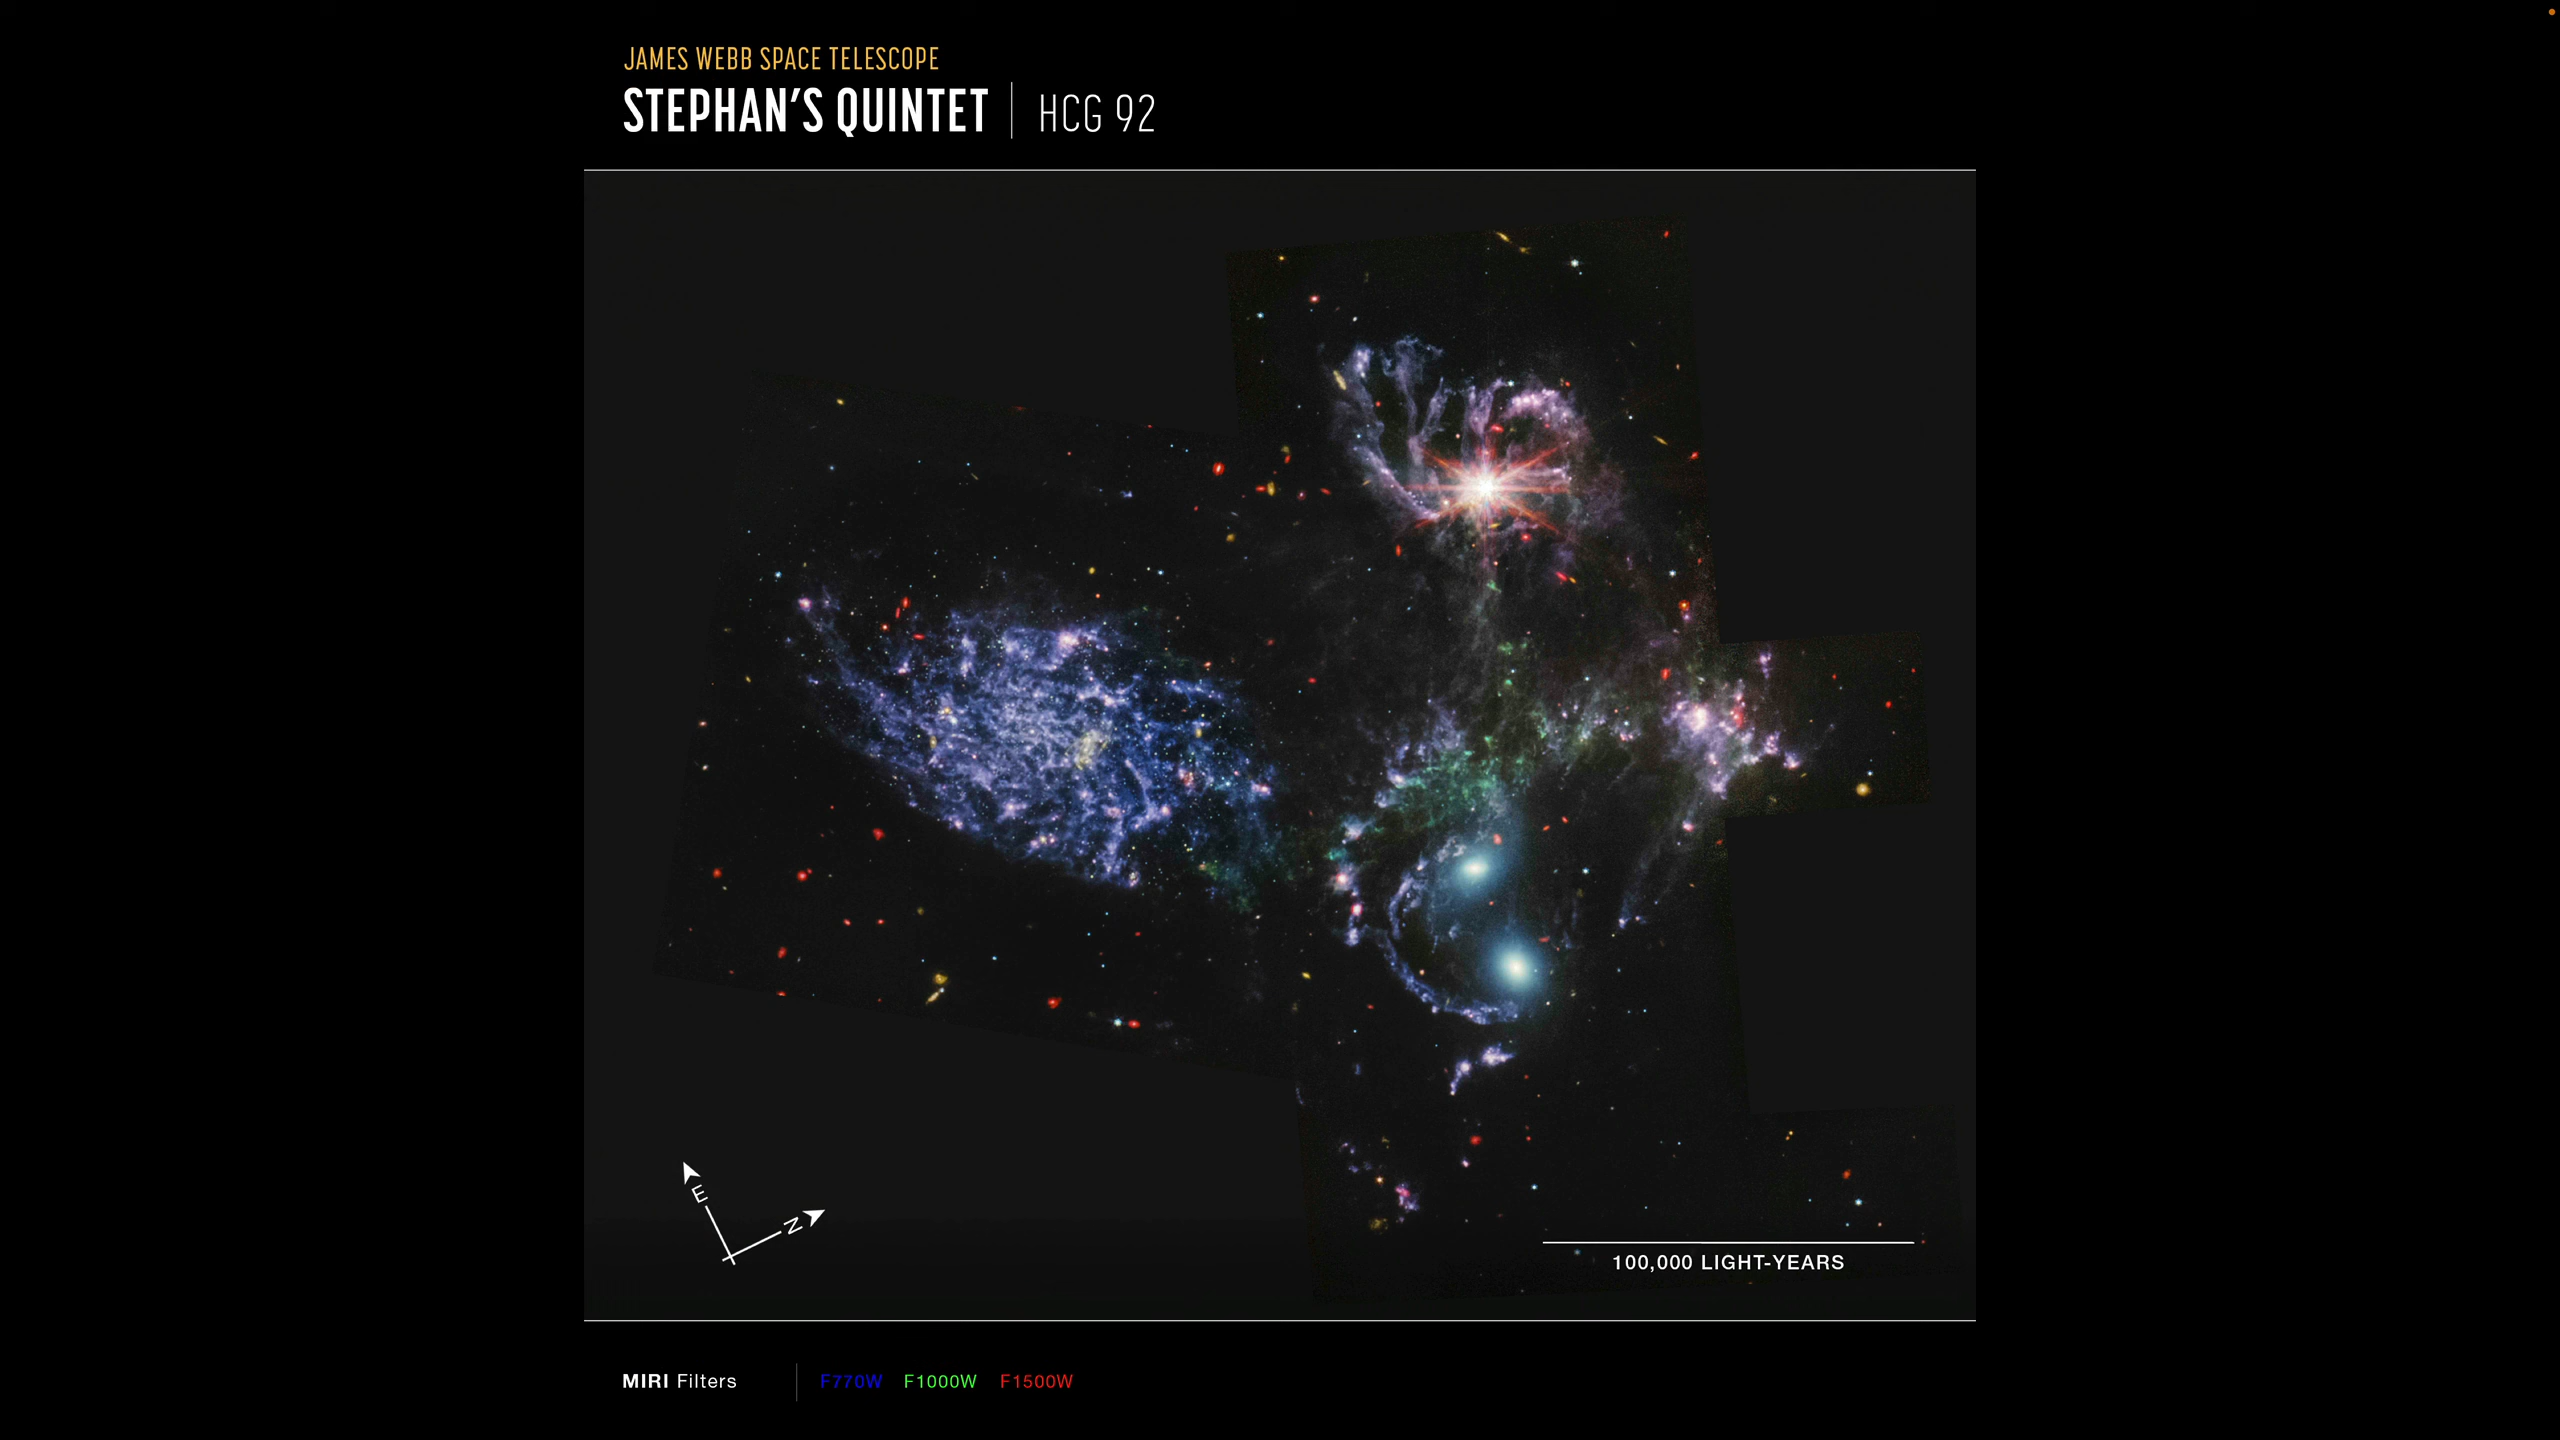 JAMES WEBB SPACE TELESCOPE
STEPHAN'S QUINTET | HCG 92
E
N
100,000 LIGHT-YEARS
MIRI Filters | F770W F1000W F1500W